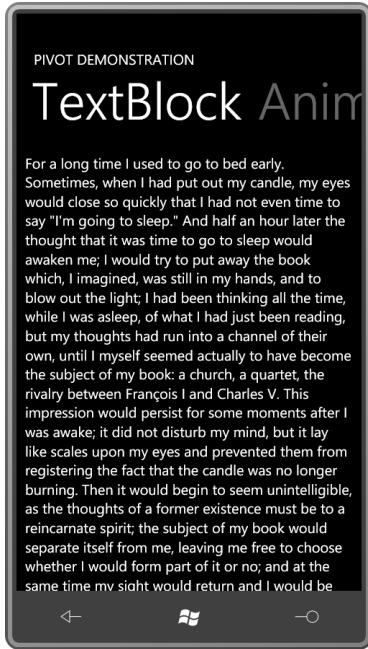 PIVOT DEMONSTRATION
TextBlock Anim
For a long time I used to go to bed early.
Sometimes, when I had put out my candle, my eyes
would close so quickly that I had not even time to
say "I'm going to sleep." And half an hour later the
thought that it was time to go to sleep would
awaken me; I would try to put away the book
which, I imagined, was still in my hands, and to
blow out the light; I had been thinking all the time,
while I was asleep, of what I had just been reading,
but my thoughts had run into a channel of their
own, until I myself seemed actually to have become
the subject of my book: a church, a quartet, the
rivalry between François I and Charles V. This
impression would persist for some moments after I
was awake; it did not disturb my mind, but it lay
like scales upon my eyes and prevented them from
registering the fact that the candle was no longer
burning. Then it would begin to seem unintelligible,
as the thoughts of a former existence must be to a
reincarnate spirit; the subject of my book would
separate itself from me, leaving me free to choose
whether I would form part of it or no; and at the
same time my sight would return and I would be